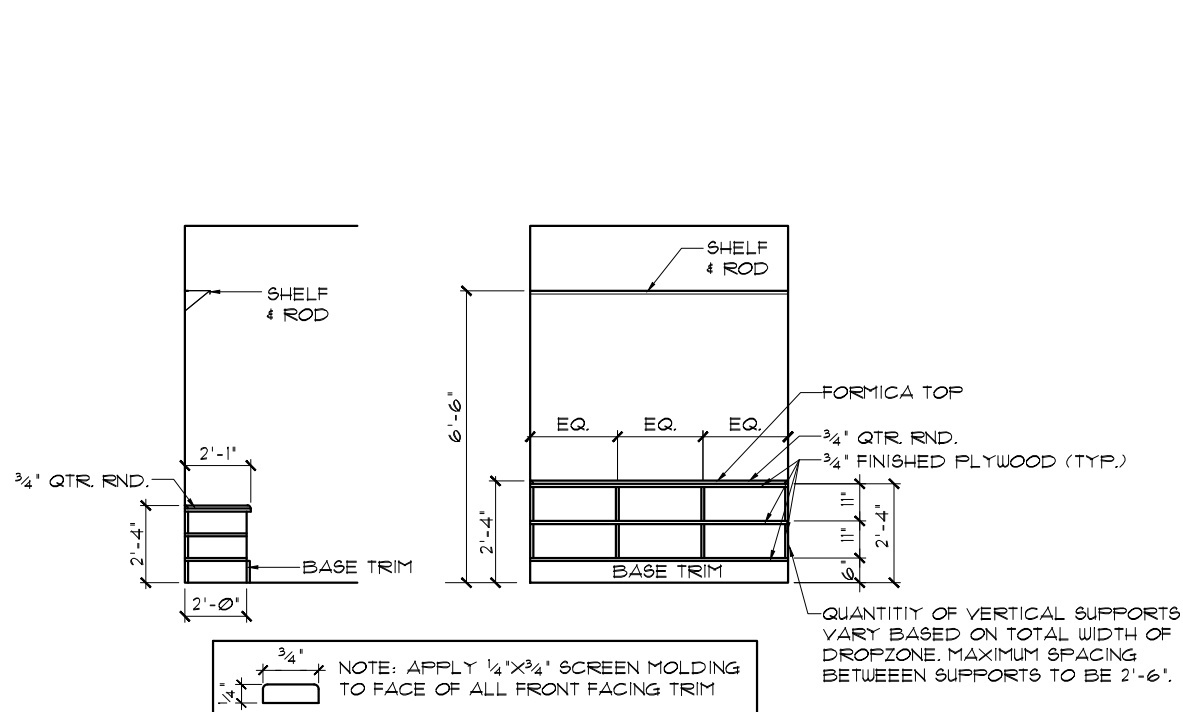 SHELF
& ROD
SHELF
& ROD
6'-6"
FORMICA TOP
EQ. EQ. EQ.
3/4" QTR. RND.
3/4" FINISHED PLYWOOD (TYP.)
2'-1"
3/4" QTR. RND.
2'-4"
2'-4"
11"
11"
6"
2'-4"
BASE TRIM
BASE TRIM
2'-0"
QUANTITIY OF VERTICAL SUPPORTS
VARY BASED ON TOTAL WIDTH OF
DROPZONE. MAXIMUM SPACING
BETWEEEN SUPPORTS TO BE 2'-6".
3/4"
1/4"
NOTE: APPLY 1/4"X3/4" SCREEN MOLDING
TO FACE OF ALL FRONT FACING TRIM